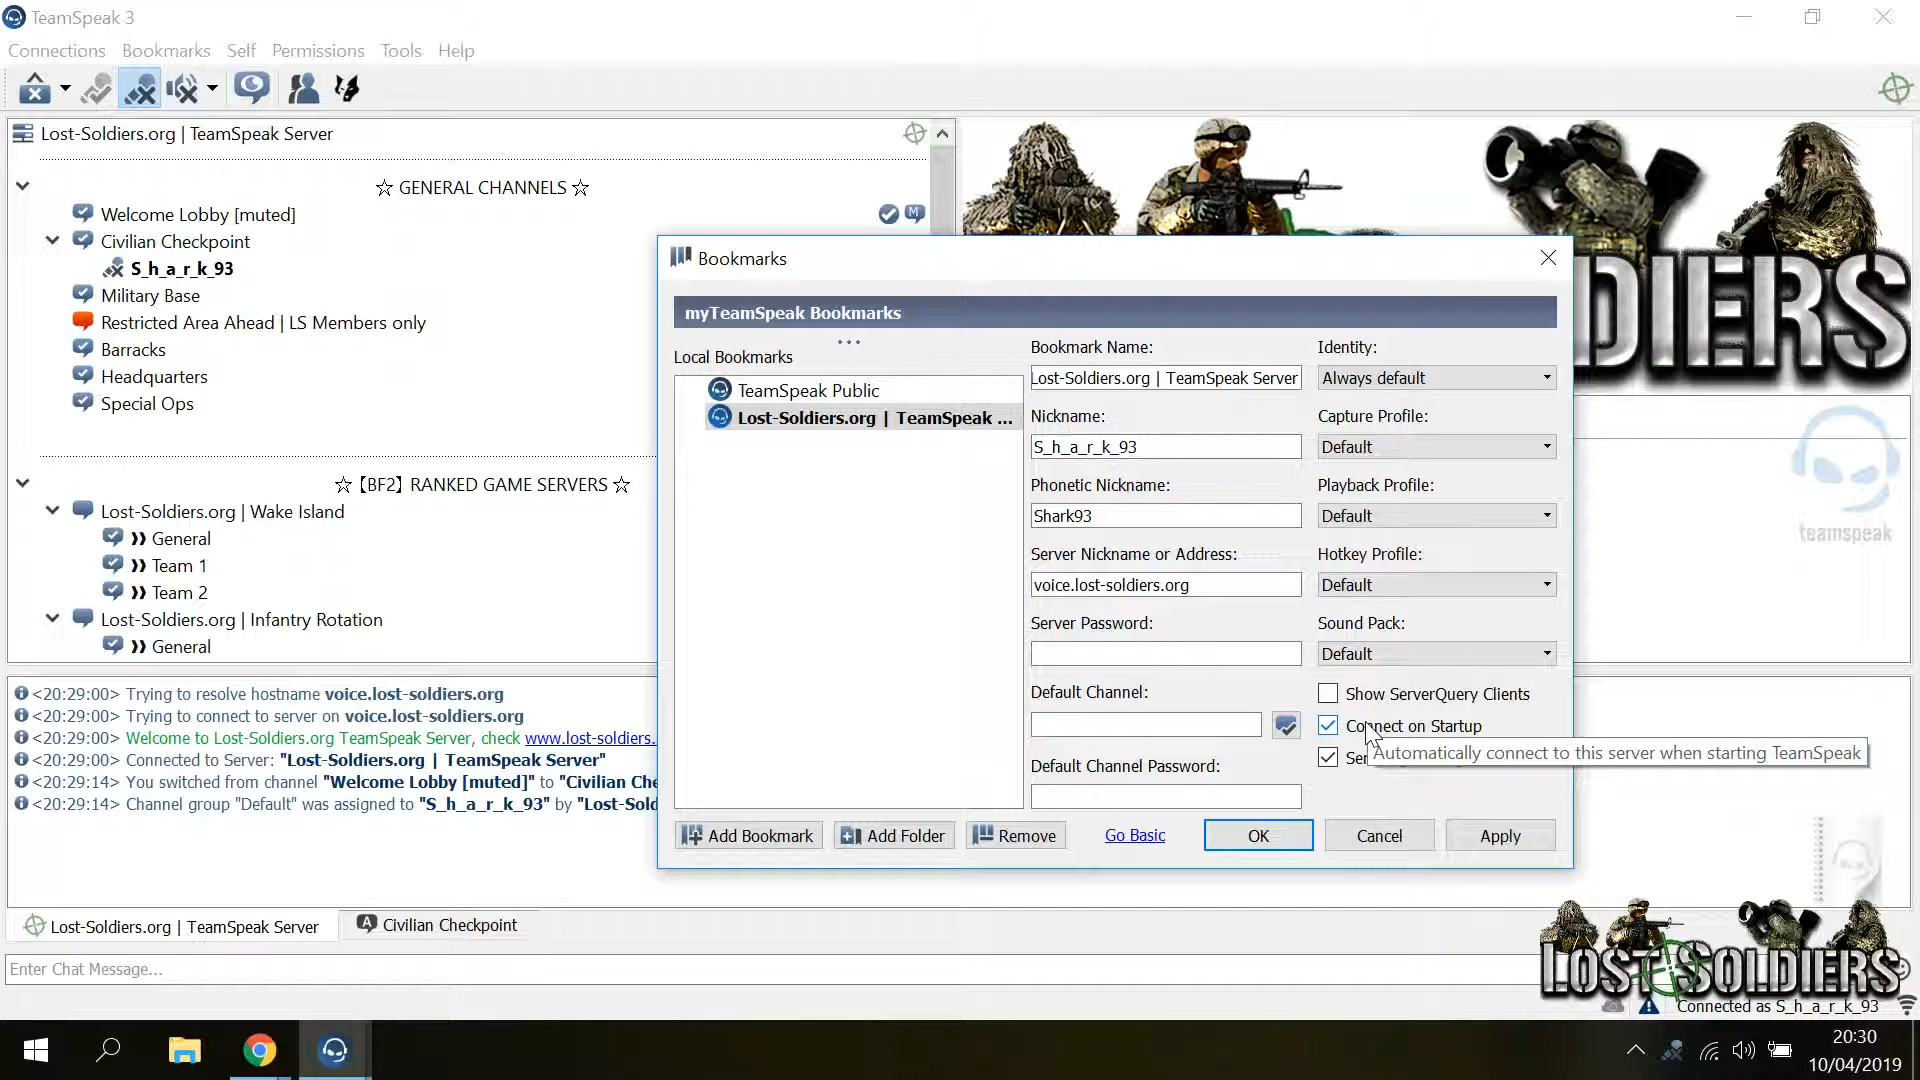 TeamSpeak 3
Connections Bookmarks Self Permissions Tools Help
Lost-Soldiers.org | TeamSpeak Server
☆ GENERAL CHANNELS ☆
Welcome Lobby [muted]
M
Civilian Checkpoint
S_h_a_r_k_93
Military Base
Restricted Area Ahead | LS Members only
Barracks
Headquarters
Special Ops
☆【BF2】RANKED GAME SERVERS ☆
Lost-Soldiers.org | Wake Island
General
Team 1
Team 2
Lost-Soldiers.org | Infantry Rotation
General
DIERS
teamspeak
Bookmarks
myTeamSpeak Bookmarks
Local Bookmarks
TeamSpeak Public
Lost-Soldiers.org | TeamSpeak ...
Bookmark Name:
Lost-Soldiers.org | TeamSpeak Server
Nickname:
S_h_a_r_k_93
Phonetic Nickname:
Shark93
Server Nickname or Address:
voice.lost-soldiers.org
Server Password:
Default Channel:
Default Channel Password:
Identity:
Always default
Capture Profile:
Default
Playback Profile:
Default
Hotkey Profile:
Default
Sound Pack:
Default
Show ServerQuery Clients
Connect on Startup
Ser
Automatically connect to this server when starting TeamSpeak
Add Bookmark Add Folder Remove Go Basic OK Cancel Apply
<20:29:00> Trying to resolve hostname voice.lost-soldiers.org
<20:29:00> Trying to connect to server on voice.lost-soldiers.org
<20:29:00> Welcome to Lost-Soldiers.org TeamSpeak Server, check www.lost-soldiers.
<20:29:00> Connected to Server: "Lost-Soldiers.org | TeamSpeak Server"
<20:29:14> You switched from channel "Welcome Lobby [muted]" to "Civilian Che
<20:29:14> Channel group "Default" was assigned to "S_h_a_r_k_93" by "Lost-Sold
Lost-Soldiers.org | TeamSpeak Server
Civilian Checkpoint
Enter Chat Message...
LOST SOLDIERS
Connected as S_h_a_r_k_93
20:30
10/04/2019